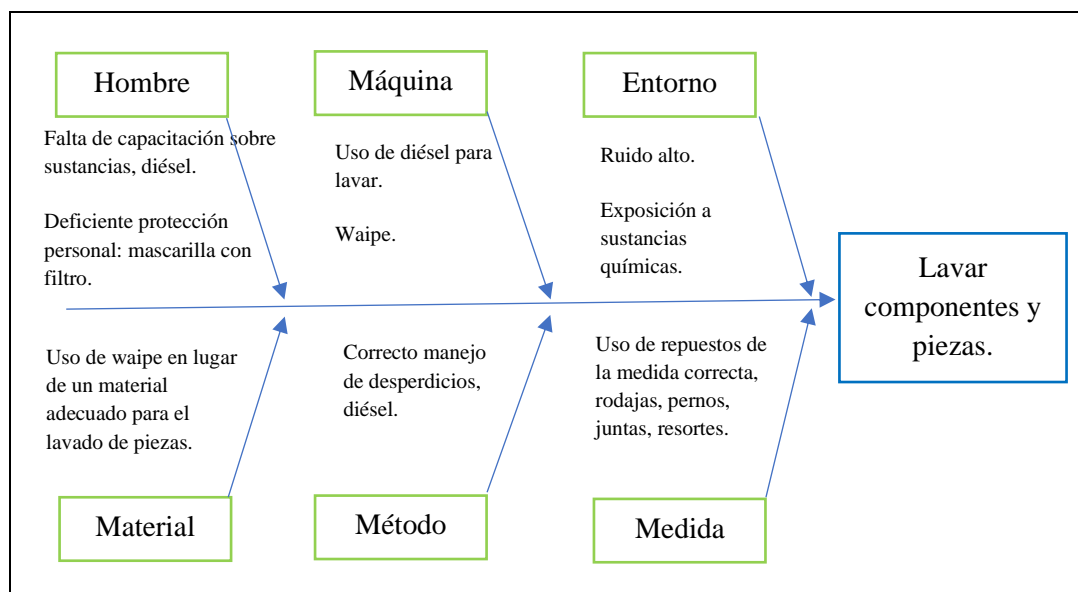 Hombre
Máquina
Entorno
Falta de capacitación sobre
sustancias, diésel.
Deficiente protección
personal: mascarilla con
filtro.
Uso de diésel para
lavar.
Waipe.
Ruido alto.
Exposición a
sustancias
químicas.
Lavar
componentes y
piezas.
Uso de waipe en lugar
de un material
adecuado para el
lavado de piezas.
Correcto manejo
de desperdicios,
diésel.
Uso de repuestos de
la medida correcta,
rodajas, pernos,
juntas, resortes.
Material
Método
Medida